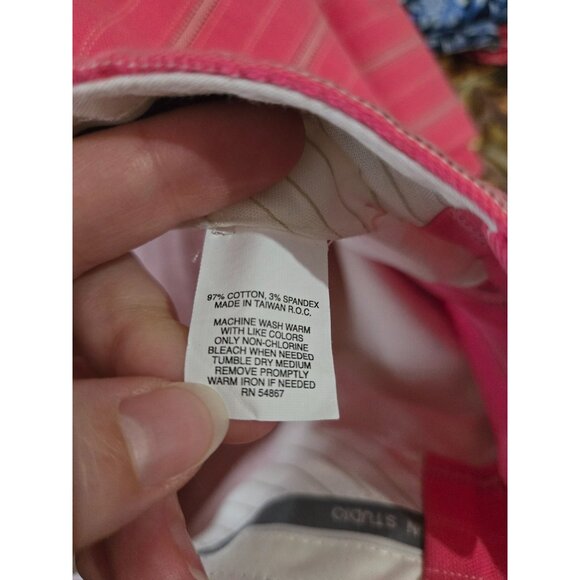 97% COTTON, 3% SPANDEX
MADE IN TAIWAN R.O.C.
MACHINE WASH WARM
WITH LIKE COLORS
ONLY NON-CHLORINE
BLEACH WHEN NEEDED
TUMBLE DRY MEDIUM
REMOVE PROMPTLY
WARM IRON IF NEEDED
RN 54867
N STUDIO